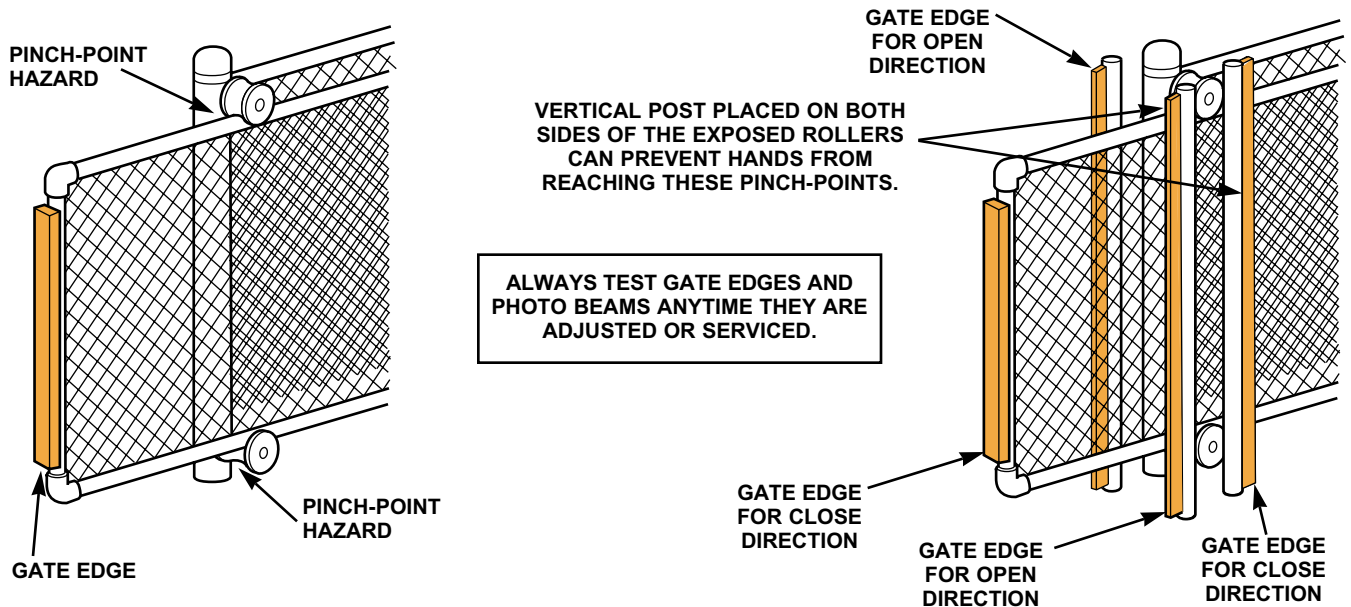 PINCH-POINT
HAZARD
PINCH-POINT
HAZARD
GATE EDGE
GATE EDGE
FOR OPEN
DIRECTION
VERTICAL POST PLACED ON BOTH
SIDES OF THE EXPOSED ROLLERS
CAN PREVENT HANDS FROM
REACHING THESE PINCH-POINTS.
ALWAYS TEST GATE EDGES AND
PHOTO BEAMS ANYTIME THEY ARE
ADJUSTED OR SERVICED.
GATE EDGE
FOR CLOSE
DIRECTION
GATE EDGE
FOR OPEN
DIRECTION
GATE EDGE
FOR CLOSE
DIRECTION